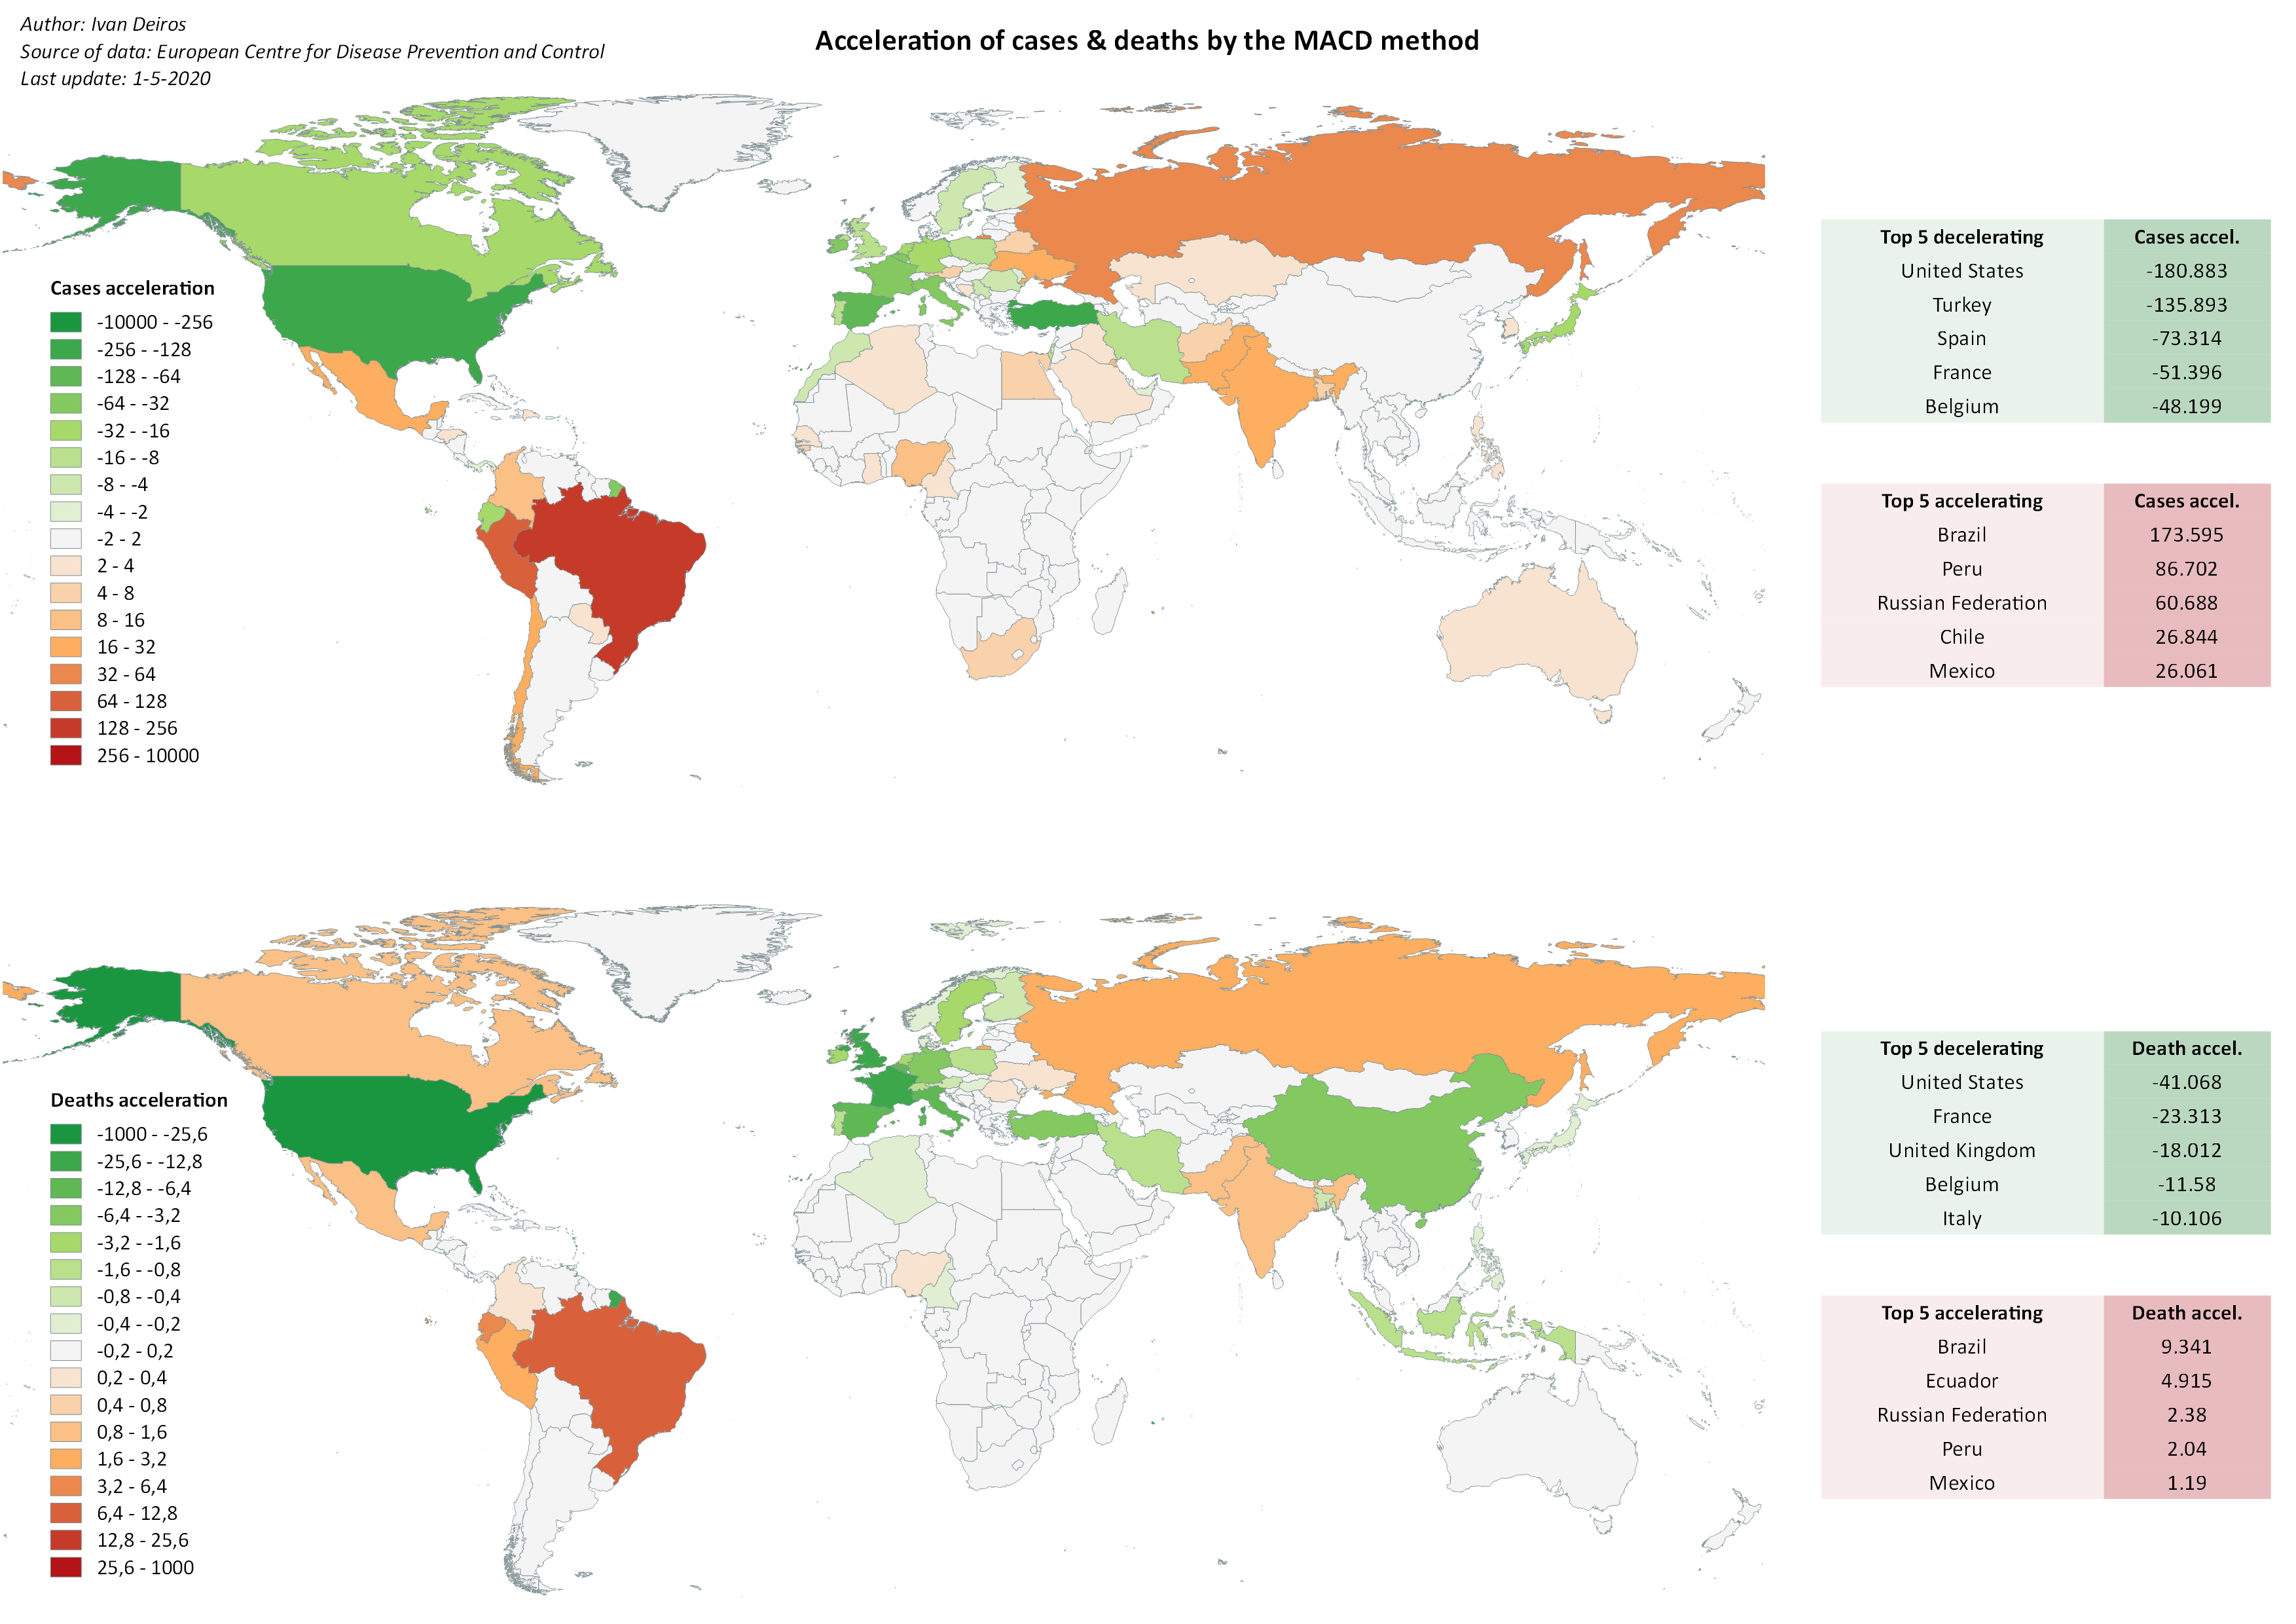 Author: Ivan Deiros
Source of data: European Centre for Disease Prevention and Control
Last update: 1-5-2020
Acceleration of cases & deaths by the MACD method
Cases acceleration
-10000 - -256
-256 - -128
-128 - -64
-64 - -32
-32 - -16
-16 - -8
-8 - -4
-4 - -2
-2 - 2
2 - 4
4 - 8
8 - 16
16 - 32
32 - 64
64 - 128
128 - 256
256 - 10000
Top 5 decelerating Cases accel.
United States -180.883
Turkey -135.893
Spain -73.314
France -51.396
Belgium -48.199
Top 5 accelerating Cases accel.
Brazil 173.595
Peru 86.702
Russian Federation 60.688
Chile 26.844
Mexico 26.061
Deaths acceleration
-1000 - -25,6
-25,6 - -12,8
-12,8 - -6,4
-6,4 - -3,2
-3,2 - -1,6
-1,6 - -0,8
-0,8 - -0,4
-0,4 - -0,2
-0,2 - 0,2
0,2 - 0,4
0,4 - 0,8
0,8 - 1,6
1,6 - 3,2
3,2 - 6,4
6,4 - 12,8
12,8 - 25,6
25,6 - 1000
Top 5 decelerating Death accel.
United States -41.068
France -23.313
United Kingdom -18.012
Belgium -11.58
Italy -10.106
Top 5 accelerating Death accel.
Brazil 9.341
Ecuador 4.915
Russian Federation 2.38
Peru 2.04
Mexico 1.19